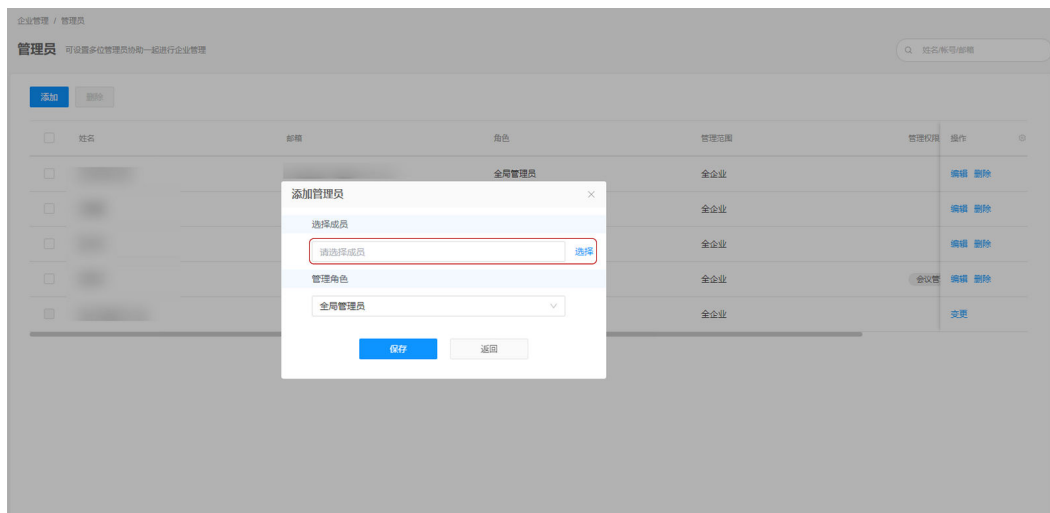 企业管理 / 管理员
管理员 可设置多位管理员协助一起进行企业管理
姓名/帐号/邮箱
添加 删除
姓名 邮箱 角色 管理范围 管理权限 操作
全局管理员 全企业 编辑 删除
全企业 编辑 删除
全企业 编辑 删除
全企业 会议管 编辑 删除
全企业 变更
添加管理员
选择成员
请选择成员 选择
管理角色
全局管理员
保存 返回